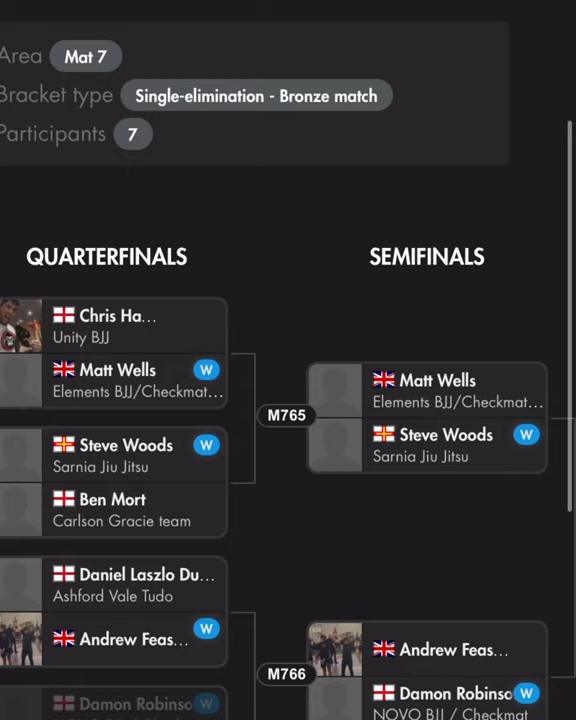 Area Mat 7
Bracket type Single-elimination - Bronze match
Participants 7
QUARTERFINALS
SEMIFINALS
Chris Ha...
Unity BJJ
Matt Wells W
Elements BJJ/Checkmat...
Steve Woods W
Sarnia Jiu Jitsu
Ben Mort
Carlson Gracie team
M765
Matt Wells
Elements BJJ/Checkmat...
Steve Woods W
Sarnia Jiu Jitsu
Daniel Laszlo Du...
Ashford Vale Tudo
Andrew Feas... W
Damon Robinso W
NOVO BJJ / Checkmat
M766
Andrew Feas...
Damon Robinso W
NOVO BJJ / Checkmat